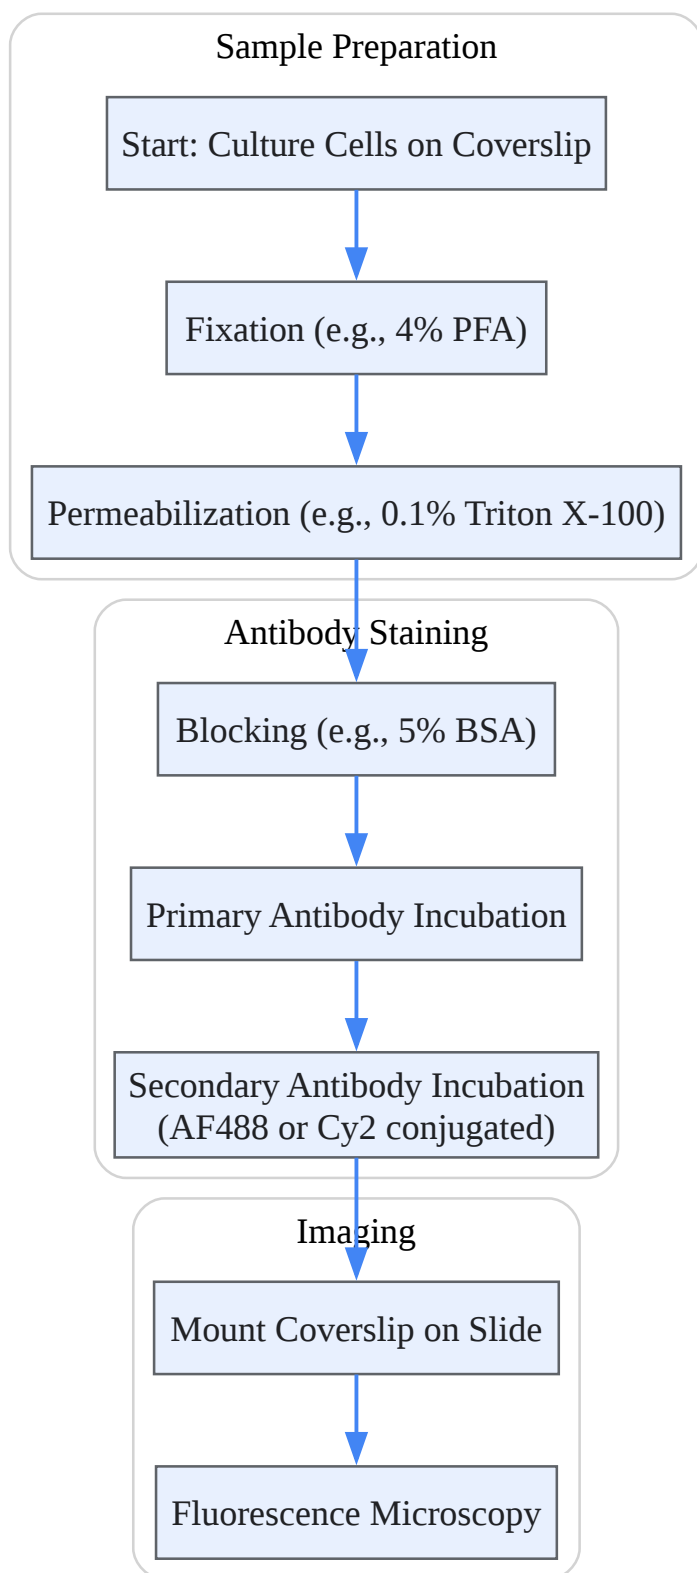 Sample Preparation
Start: Culture Cells on Coverslip
Fixation (e.g., 4% PFA)
Permeabilization (e.g., 0.1% Triton X-100)
Antibody Staining
Blocking (e.g., 5% BSA)
Primary Antibody Incubation
Secondary Antibody Incubation
(AF488 or Cy2 conjugated)
Imaging
Mount Coverslip on Slide
Fluorescence Microscopy